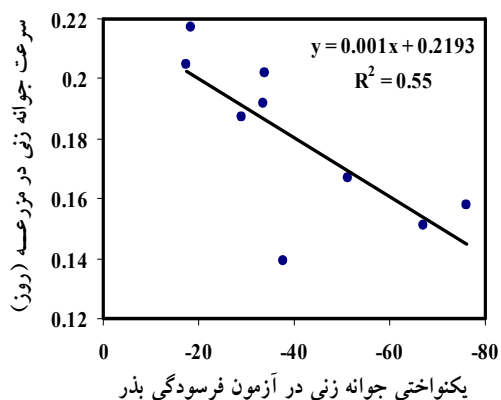 سرعت جوانه زنی در مزرعــه (روز)
0.22
0.2
0.18
0.16
0.14
0.12
y = 0.001x + 0.2193
R² = 0.55
0 -20 -40 -60 -80
یکنواختی جوانه زنی در آزمون فرسودگی بذر